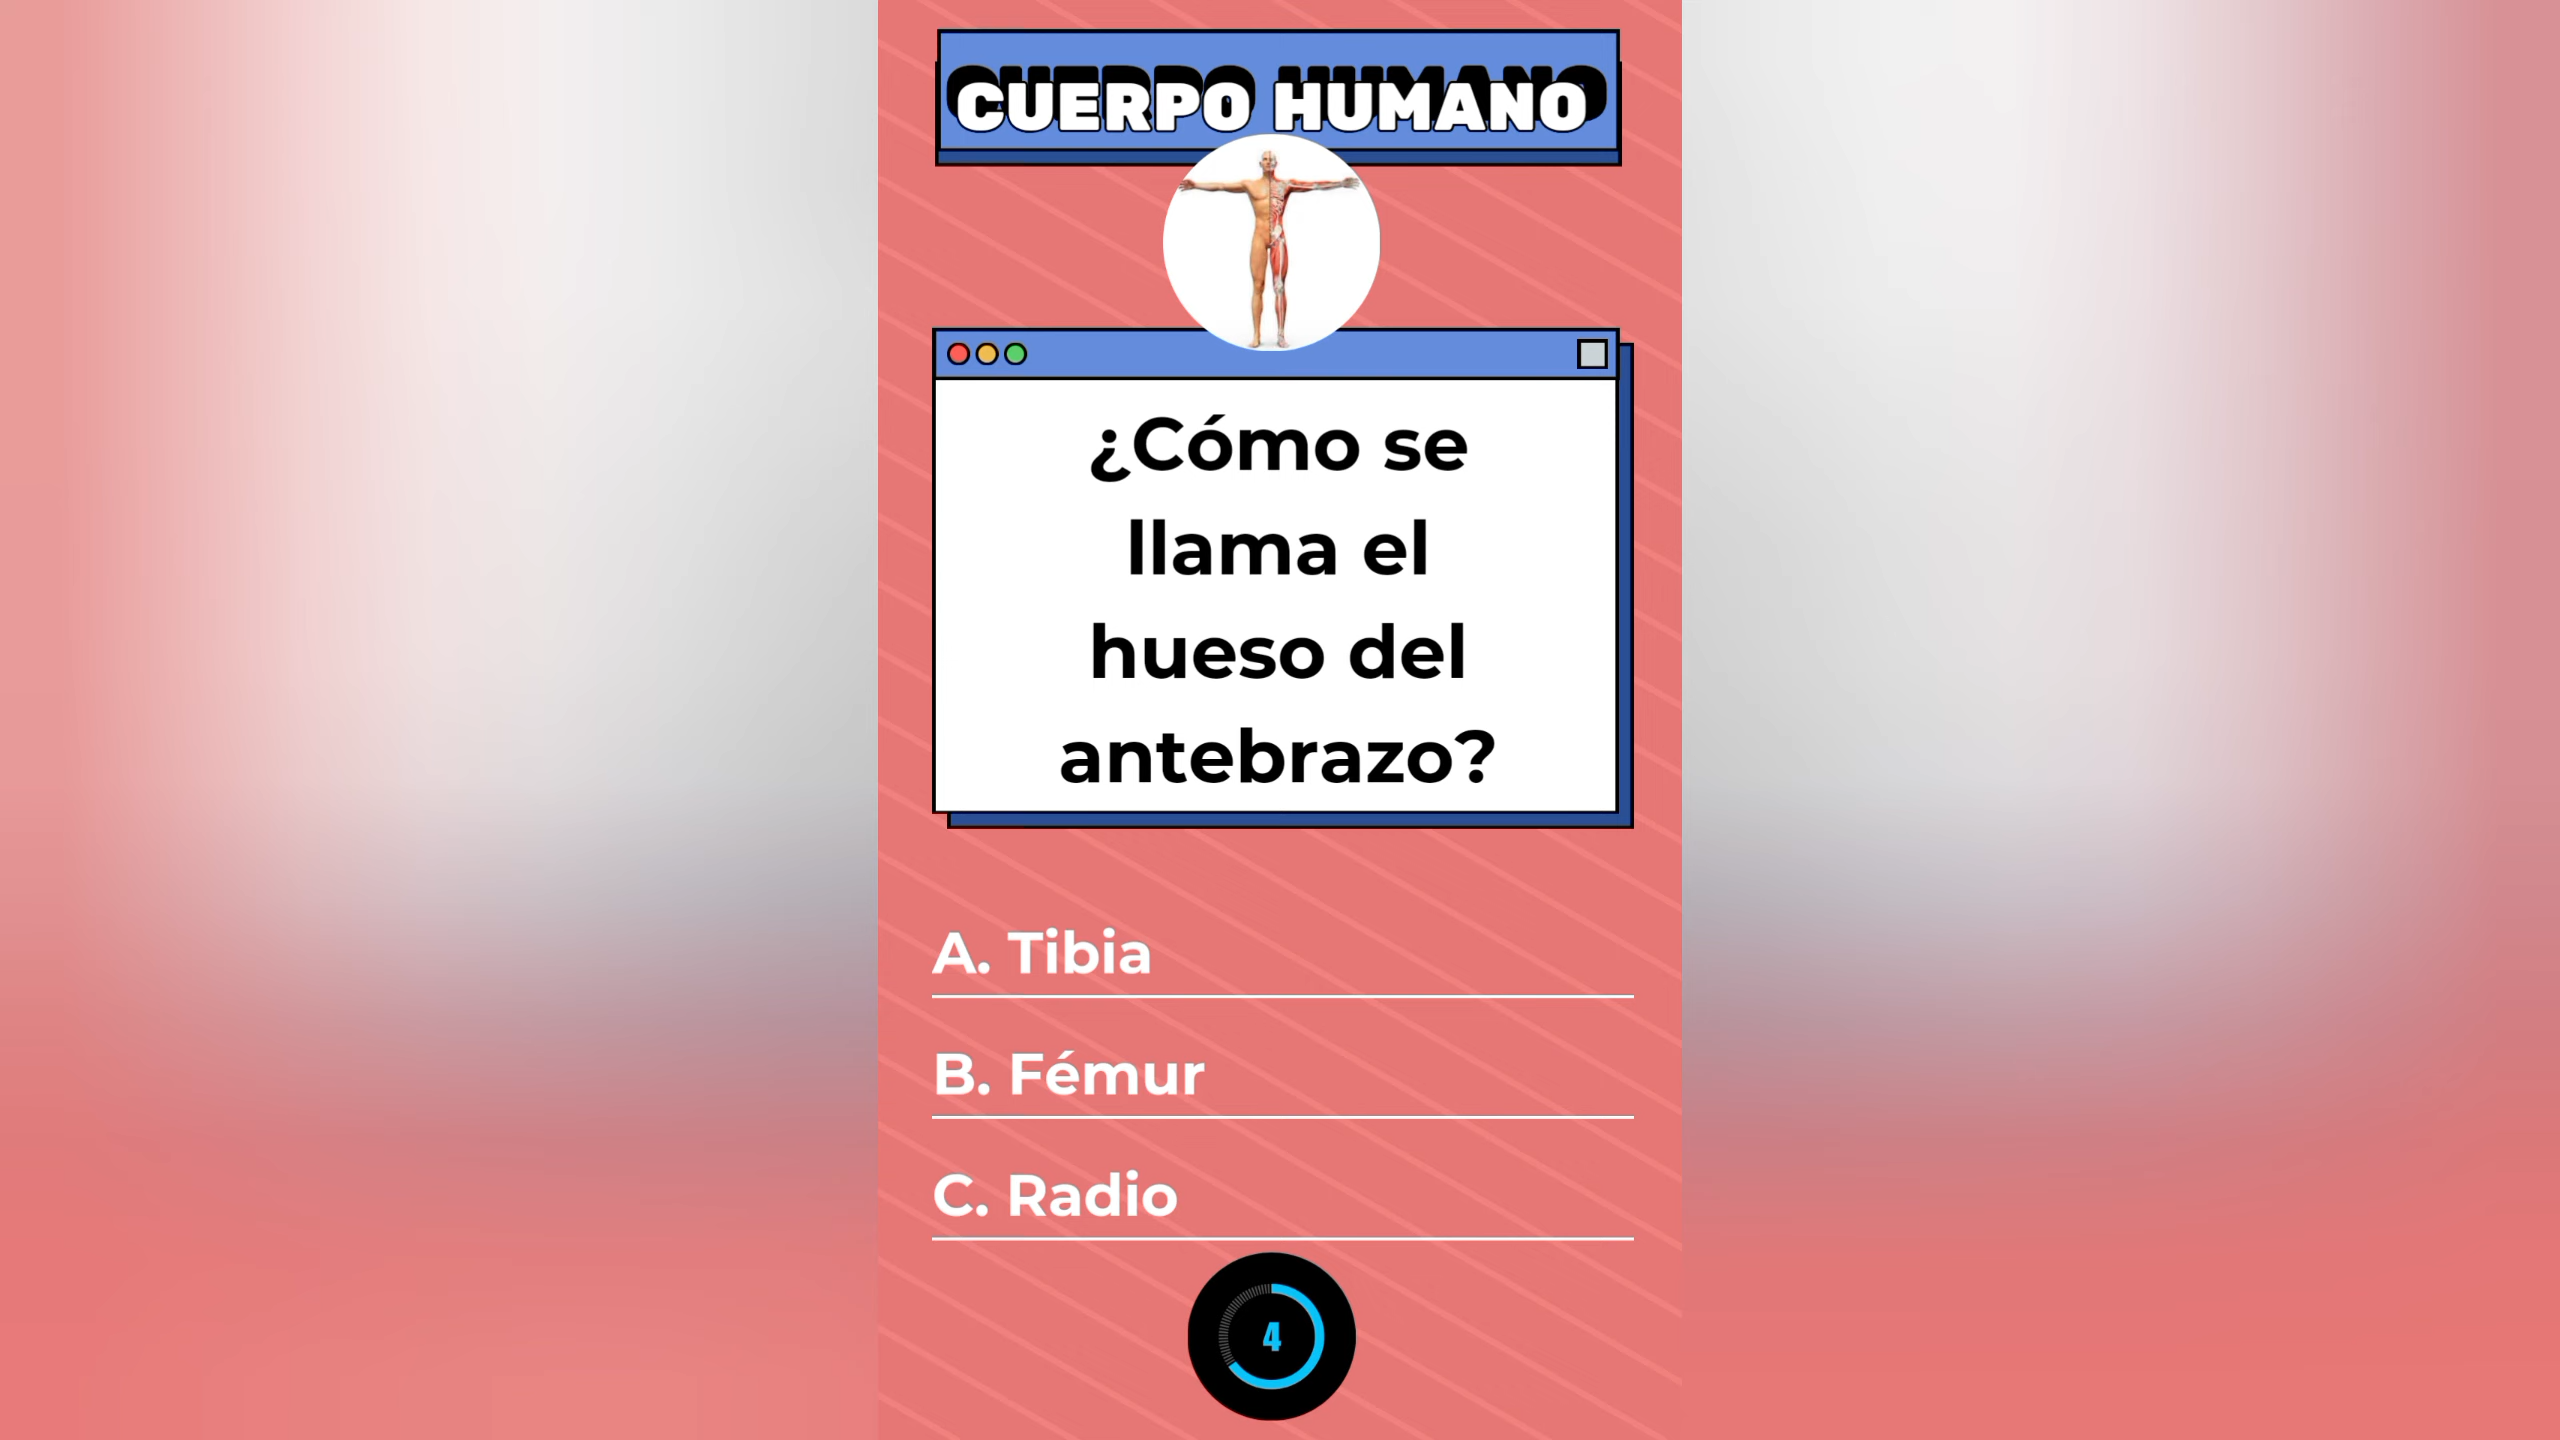 CUERPO HUMANO
¿Cómo se
llama el
hueso del
antebrazo?
A. Tibia
B. Fémur
C. Radio
4